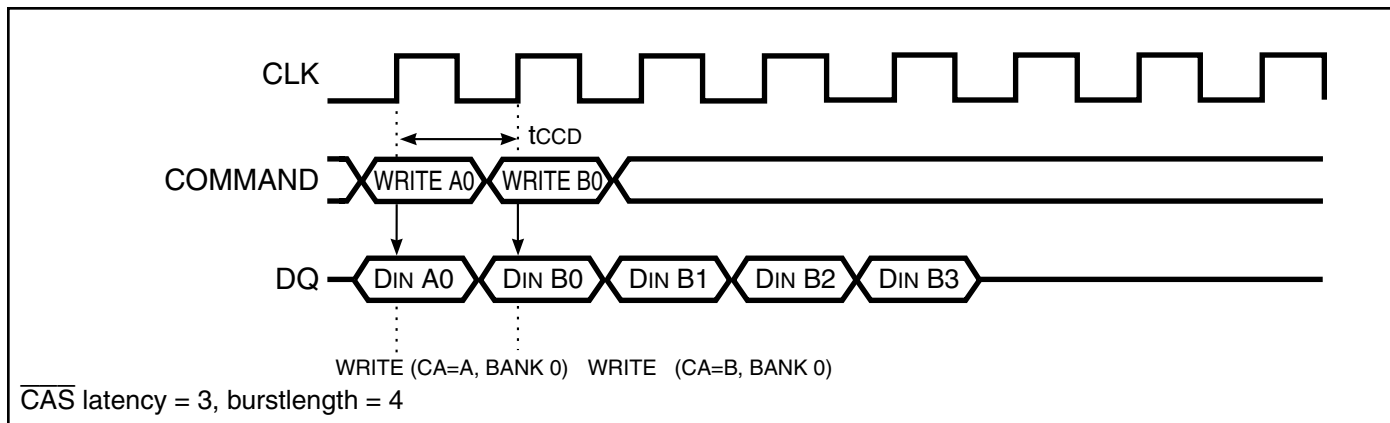 CLK
tCCD
COMMAND WRITE A0 WRITE B0
DQ DIN A0 DIN B0 DIN B1 DIN B2 DIN B3
WRITE (CA=A, BANK 0) WRITE (CA=B, BANK 0)
CAS latency = 3, burstlength = 4